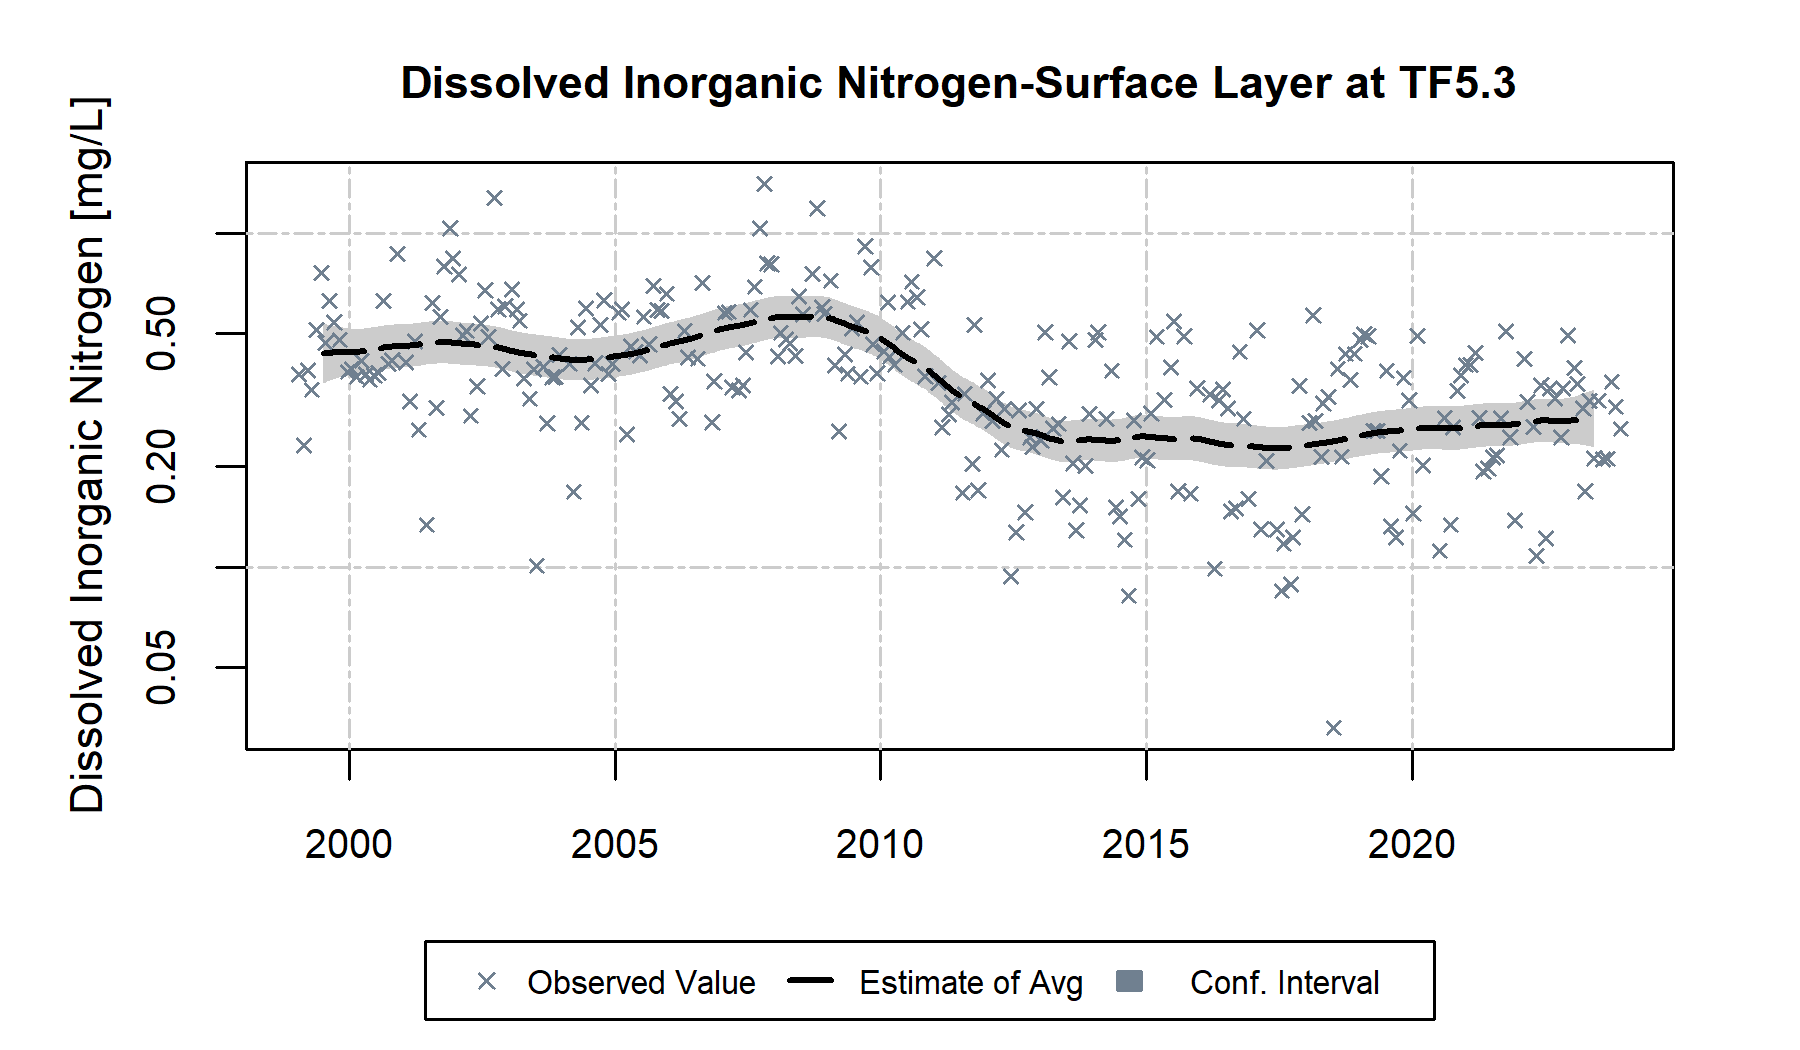 Dissolved Inorganic Nitrogen-Surface Layer at TF5.3
Dissolved Inorganic Nitrogen [mg/L]
0.50
0.20
0.05
2000 2005 2010 2015 2020
Observed Value Estimate of Avg Conf. Interval